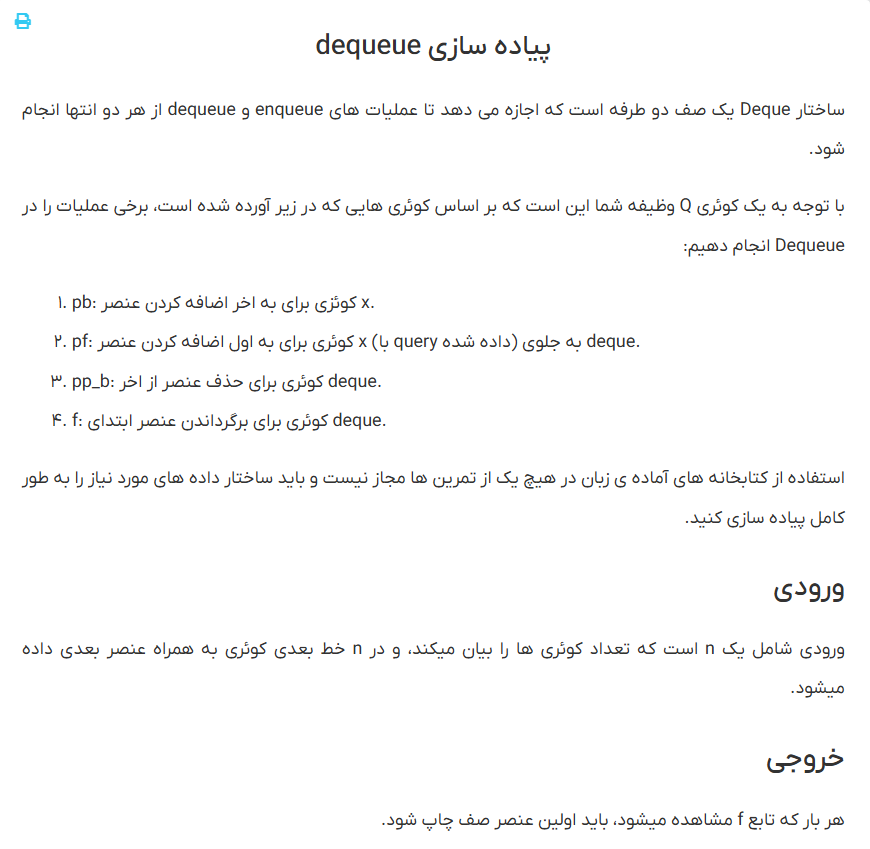 پیاده سازی dequeue
ساختار Deque یک صف دو طرفه است که اجازه می دهد تا عملیات های enqueue و dequeue از هر دو انتها انجام
شود.
با توجه به یک کوئری Q وظیفه شما این است که بر اساس کوئری هایی که در زیر آورده شده است، برخی عملیات را در
Dequeue انجام دهیم:
۱. pb: کوئزی برای به اخر اضافه کردن عنصر x.
۲. pf: کوئری برای به اول اضافه کردن عنصر x (با query داده شده) به جلوی deque.
۳. pp_b: کوئری برای حذف عنصر از اخر deque.
۴. f: کوئری برای برگرداندن عنصر ابتدای deque.
استفاده از کتابخانه های آماده ی زبان در هیچ یک از تمرین ها مجاز نیست و باید ساختار داده های مورد نیاز را به طور
کامل پیاده سازی کنید.
ورودی
ورودی شامل یک n است که تعداد کوئری ها را بیان میکند، و در n خط بعدی کوئری به همراه عنصر بعدی داده
میشود.
خروجی
هر بار که تابع f مشاهده میشود، باید اولین عنصر صف چاپ شود.